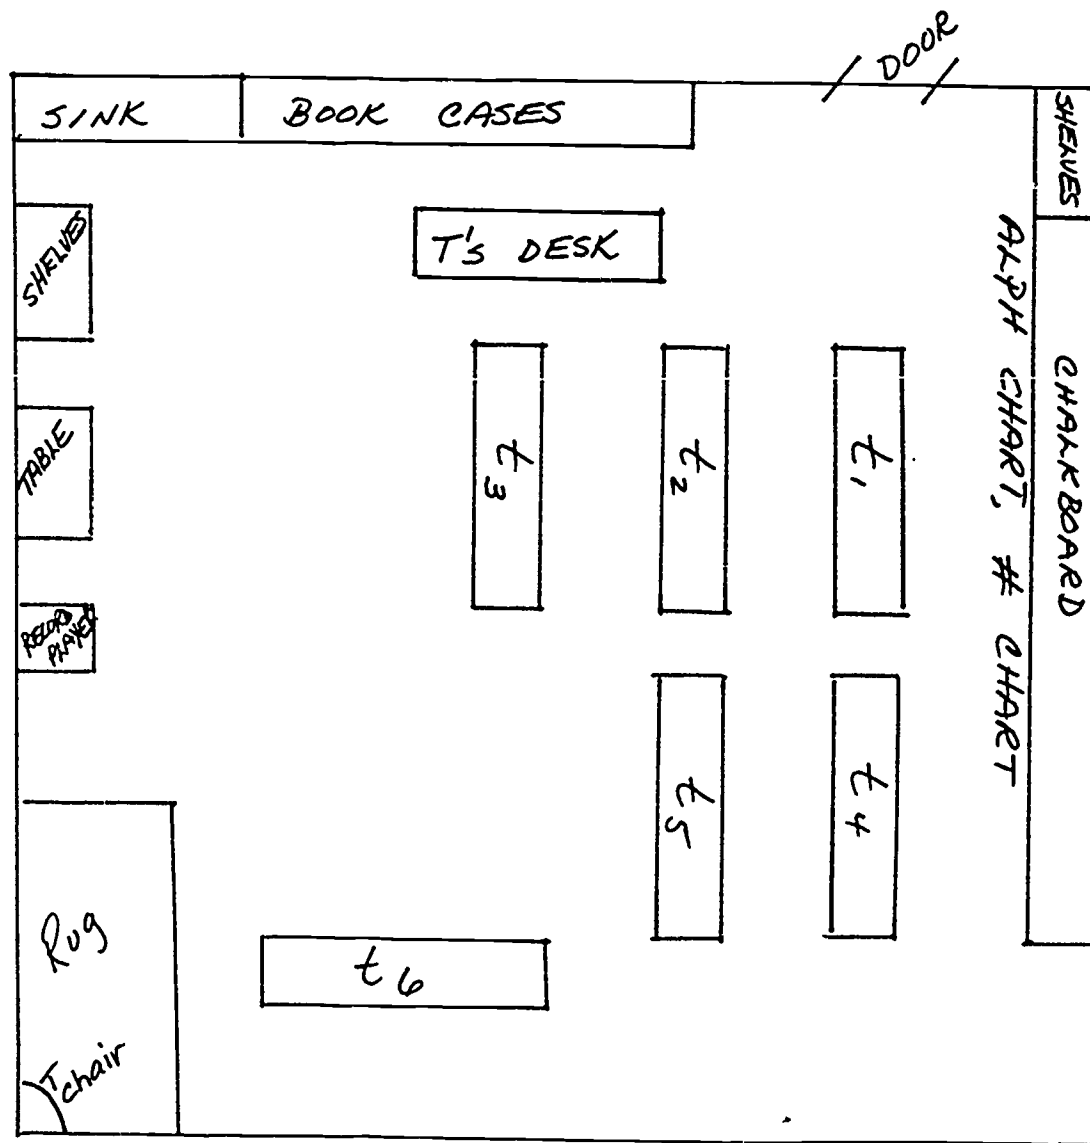 DOOR
SINK
BOOK CASES
SHELVES
SHELVES
T's DESK
ALPH CHART, # CHART
CHALKBOARD
TABLE
t3
t2
t1
RECORD
PLAYER
t5
t4
Rug
t6
T chair